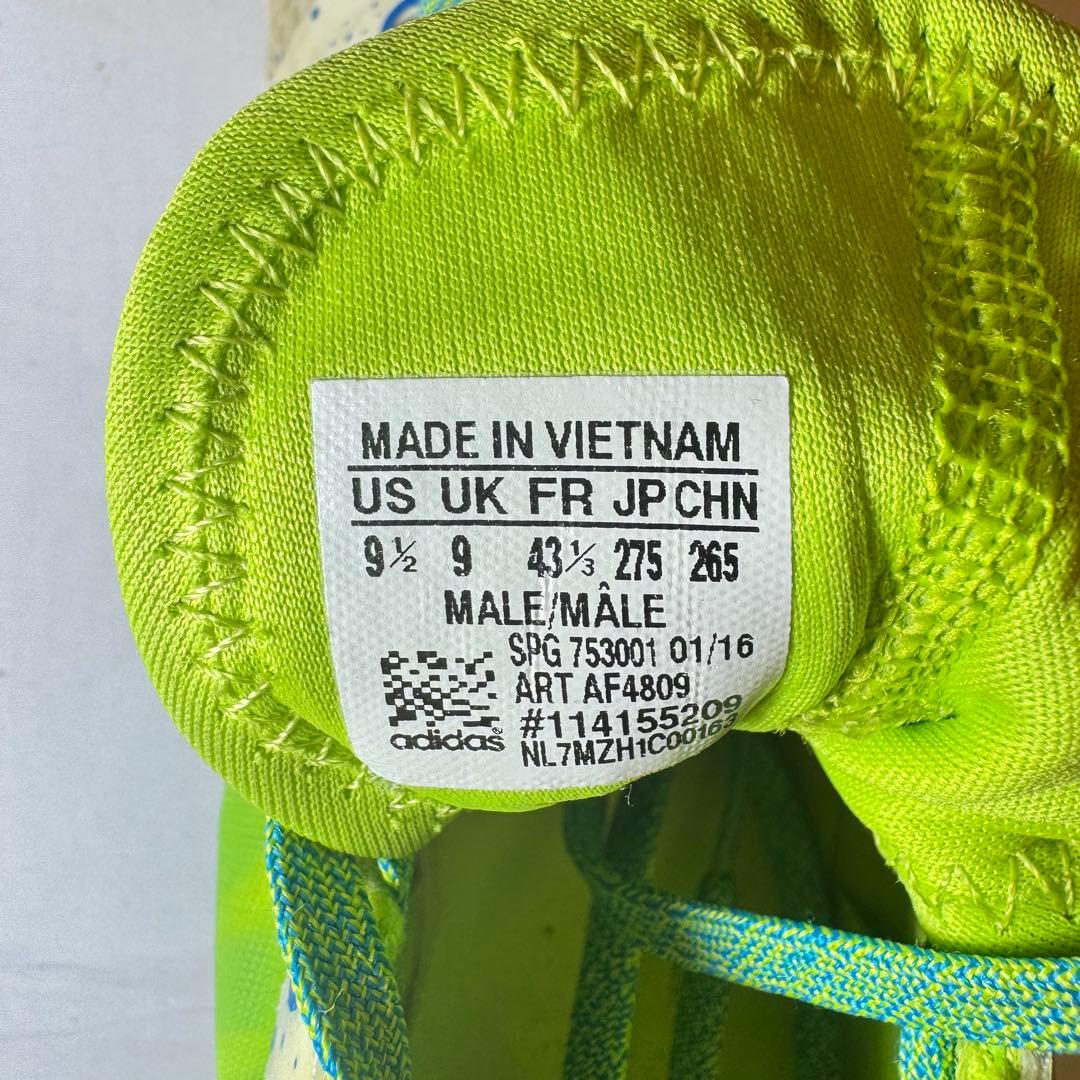 MADE IN VIETNAM
US UK FR JP CHN
9½ 9 43⅓ 275 265
MALE/MÂLE
SPG 753001 01/16
ART AF4809
#114155209
NL7MZH1C00163
adidas®